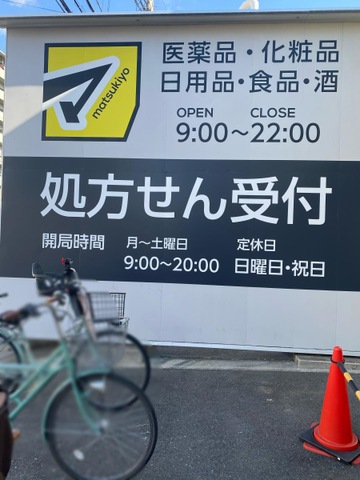 matsukiyo
医薬品・化粧品
日用品・食品・酒
OPEN CLOSE
9:00～22:00
処方せん受付
開局時間 月～土曜日 定休日
9:00～20:00 日曜日・祝日